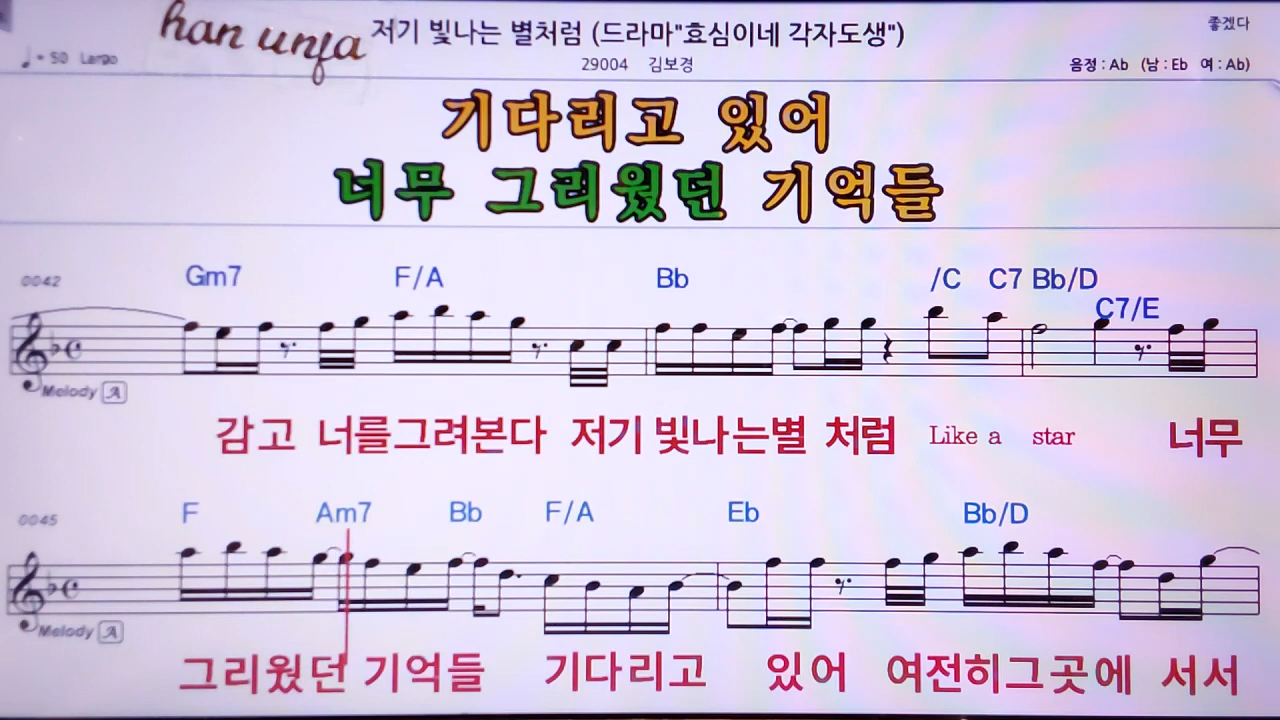 han unja
저기 빛나는 별처럼 (드라마"효심이네 각자도생")
좋겠다
♩= 50 Largo
29004 김보경
음정 : Ab (남 : Eb 여 : Ab)
기다리고 있어
너무 그리웠던 기억들
0042 Gm7 F/A Bb /C C7 Bb/D
C7/E
Melody A
감고 너를그려본다 저기 빛나는별 처럼 Like a star 너무
0045 F Am7 Bb F/A Eb Bb/D
Melody A
그리웠던 기억들 기다리고 있어 여전히그곳에 서서